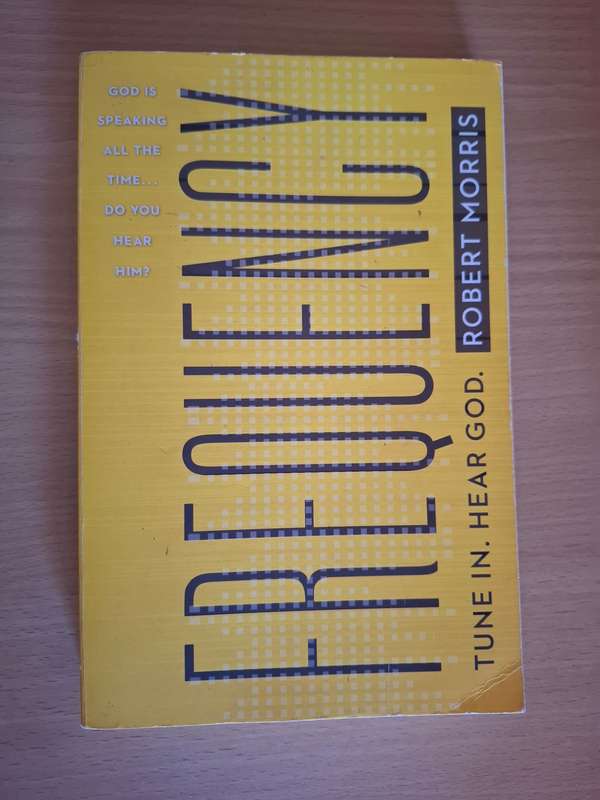 GOD IS
SPEAKING
ALL THE
TIME...
DO YOU
HEAR
HIM?
FREQUENCY
TUNE IN. HEAR GOD. ROBERT MORRIS